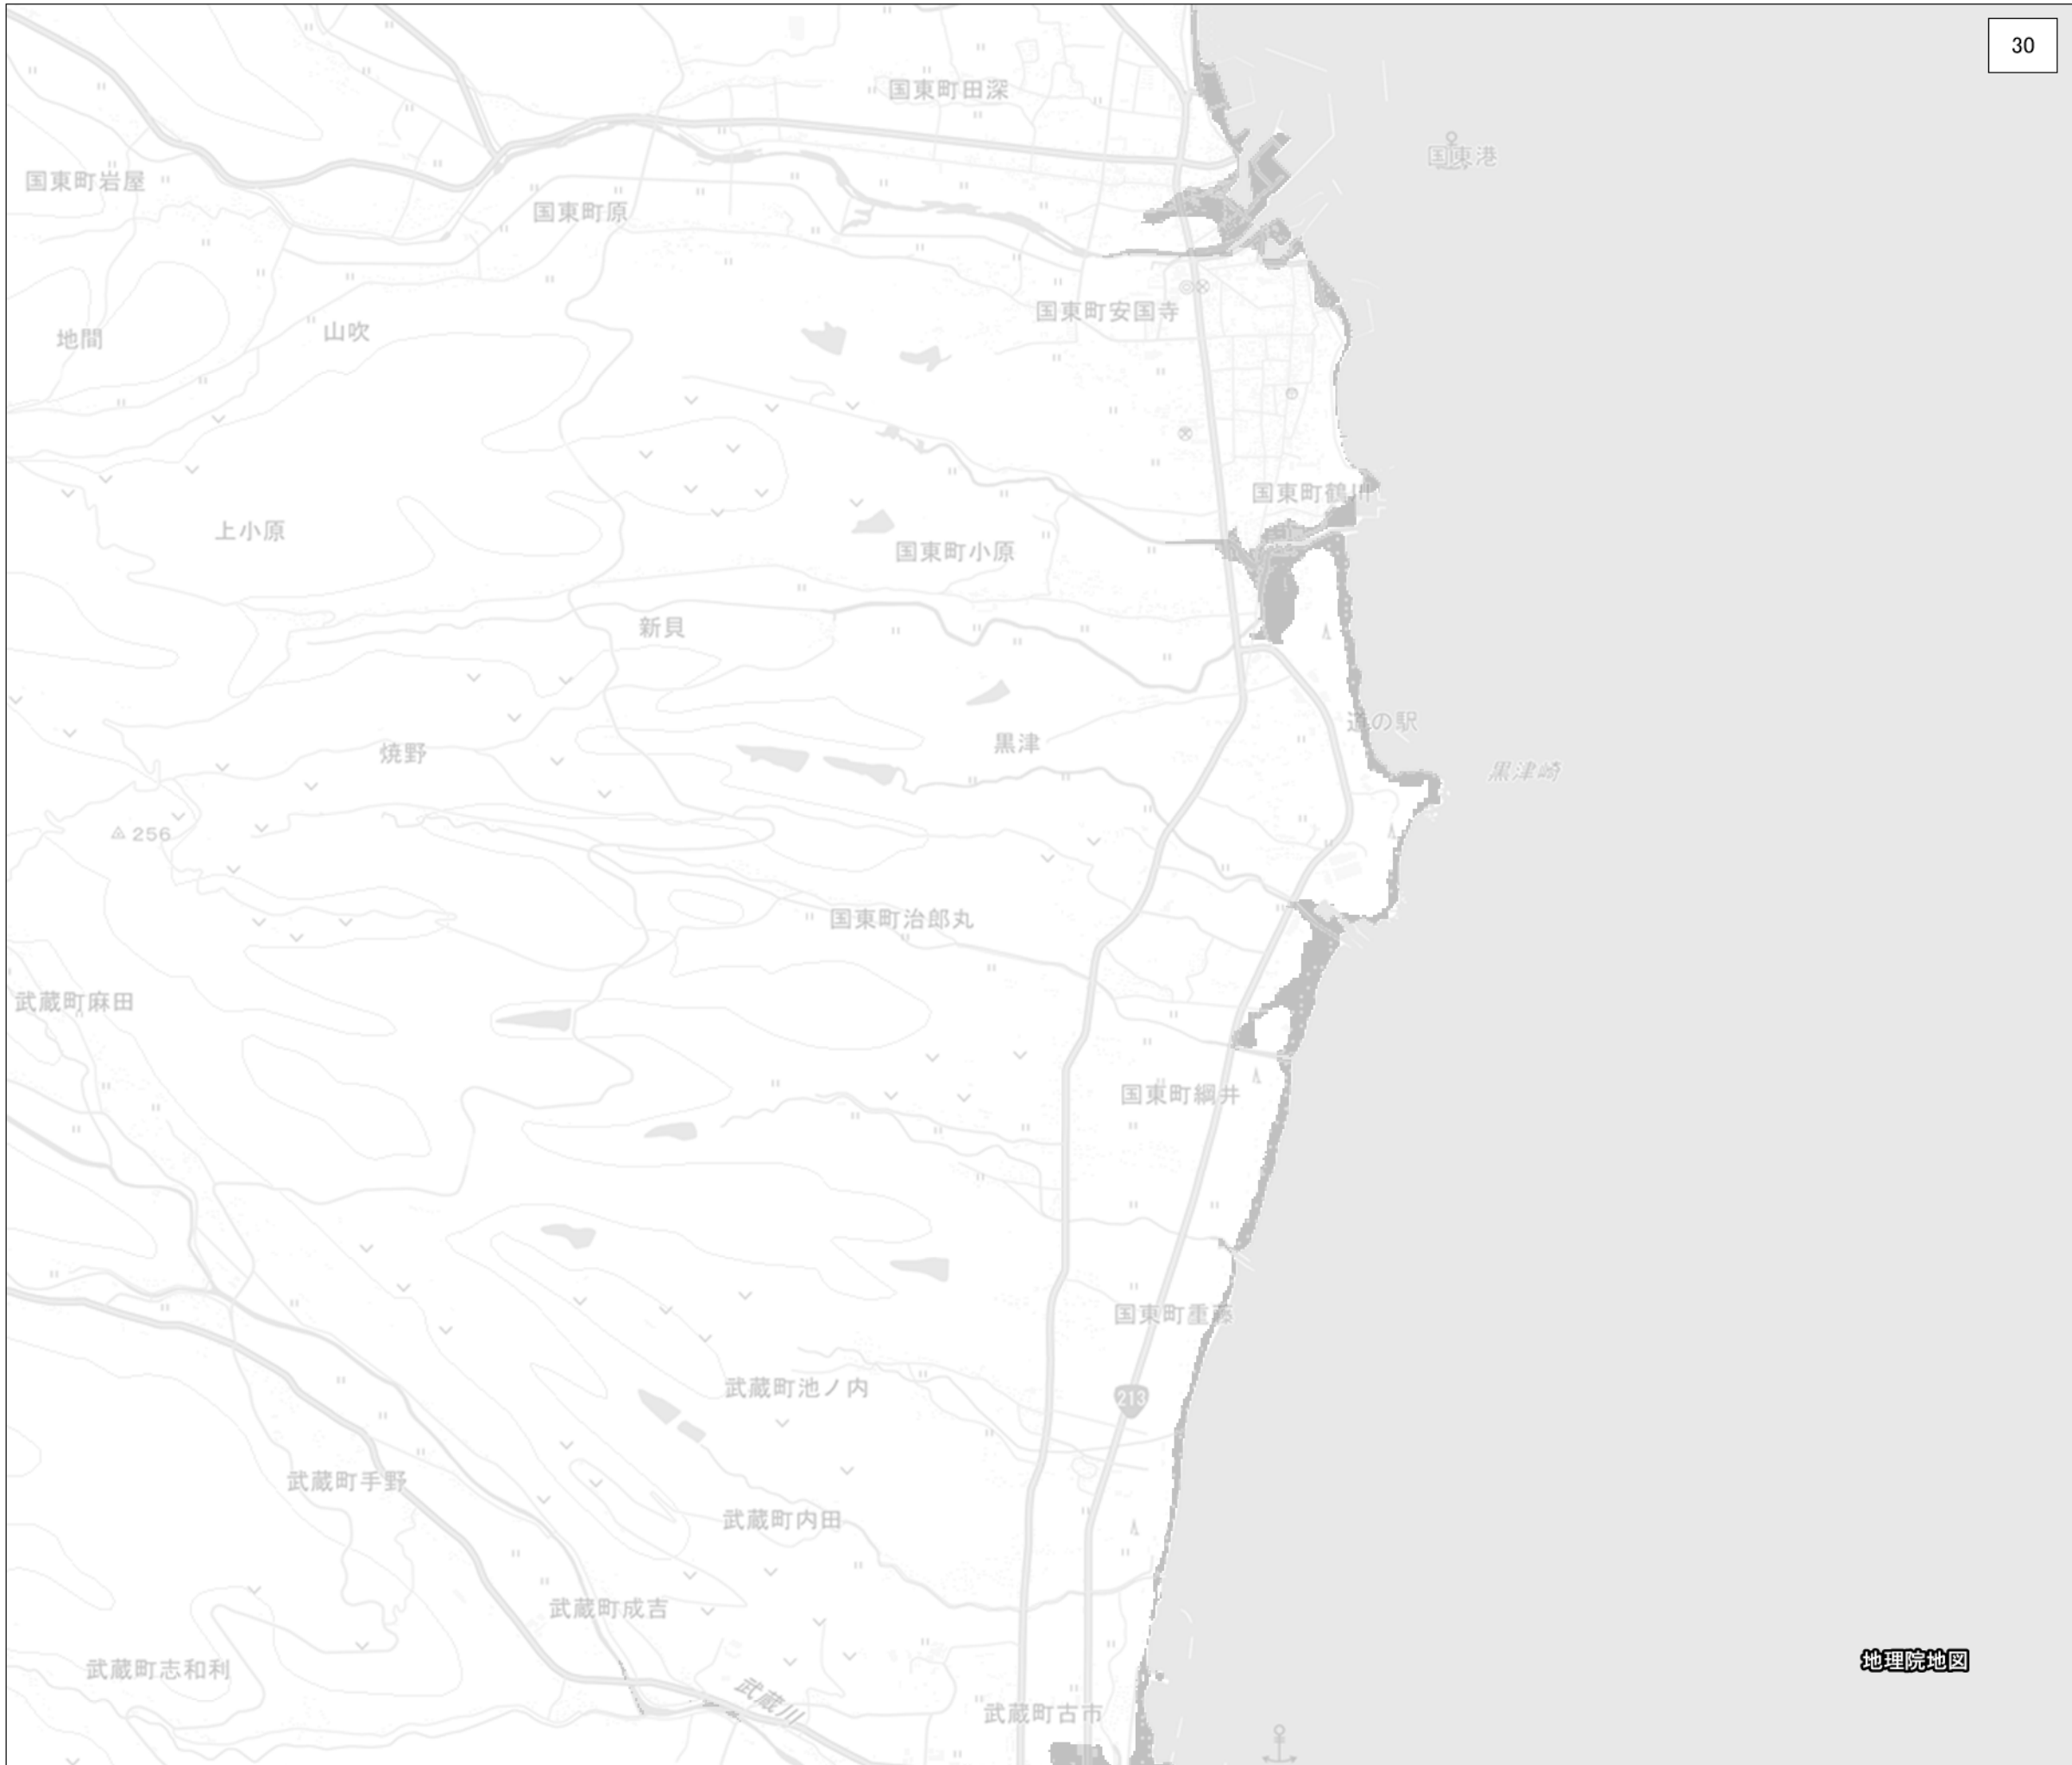 30
国東町田深
国東港
国東町岩屋
国東町原
国東町安国寺
山吹
地間
国東町鶴川
上小原
国東町小原
新貝
道の駅
黒津
焼野
黒津崎
256
国東町治郎丸
武蔵町麻田
国東町綱井
国東町重藤
武蔵町池ノ内
213
武蔵町手野
武蔵町内田
武蔵町成吉
地理院地図
武蔵町志和利
武蔵川
武蔵町古市